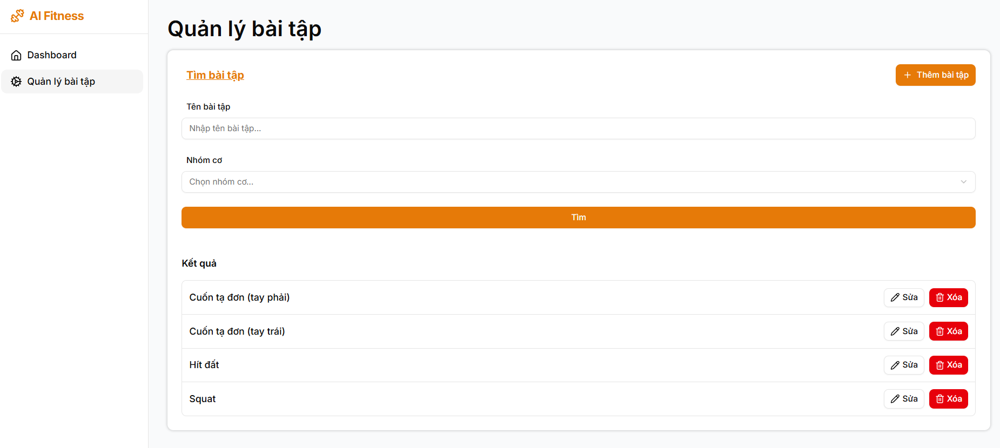 AI Fitness
Dashboard
Quản lý bài tập
Quản lý bài tập
Tìm bài tập
+ Thêm bài tập
Tên bài tập
Nhập tên bài tập...
Nhóm cơ
Chọn nhóm cơ...
Tìm
Kết quả
Cuốn tạ đơn (tay phải) Sửa Xóa
Cuốn tạ đơn (tay trái) Sửa Xóa
Hít đất Sửa Xóa
Squat Sửa Xóa